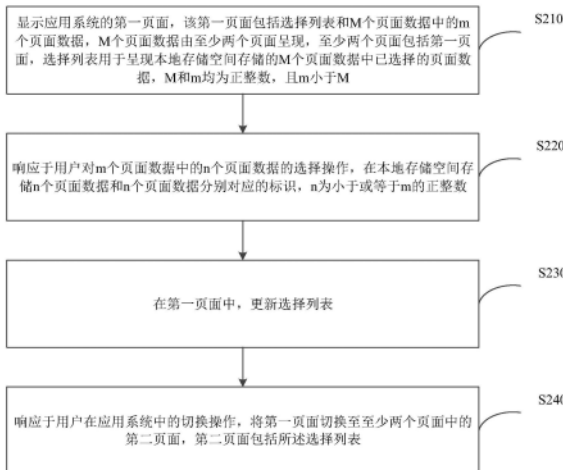 显示应用系统的第一页面，该第一页面包括选择列表和M个页面数据中的m
个页面数据，M个页面数据由至少两个页面呈现，至少两个页面包括第一页
面，选择列表用于呈现本地存储空间存储的M个页面数据中已选择的页面数
据，M和m均为正整数，且m小于M
S210
响应于用户对m个页面数据中的n个页面数据的选择操作，在本地存储空间存
储n个页面数据和n个页面数据分别对应的标识，n为小于或等于m的正整数
S220
在第一页面中，更新选择列表
S230
响应于用户在应用系统中的切换操作，将第一页面切换至至少两个页面中的
第二页面，第二页面包括所述选择列表
S240